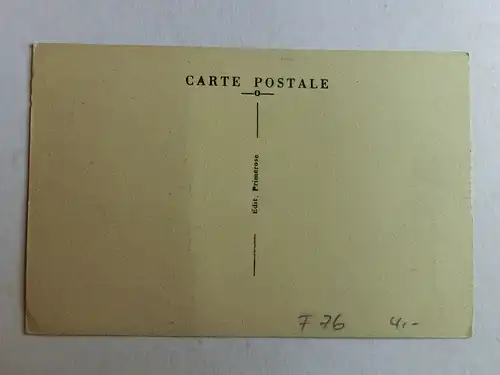 CARTE POSTALE
Edit. Primerose
F 76 4.-